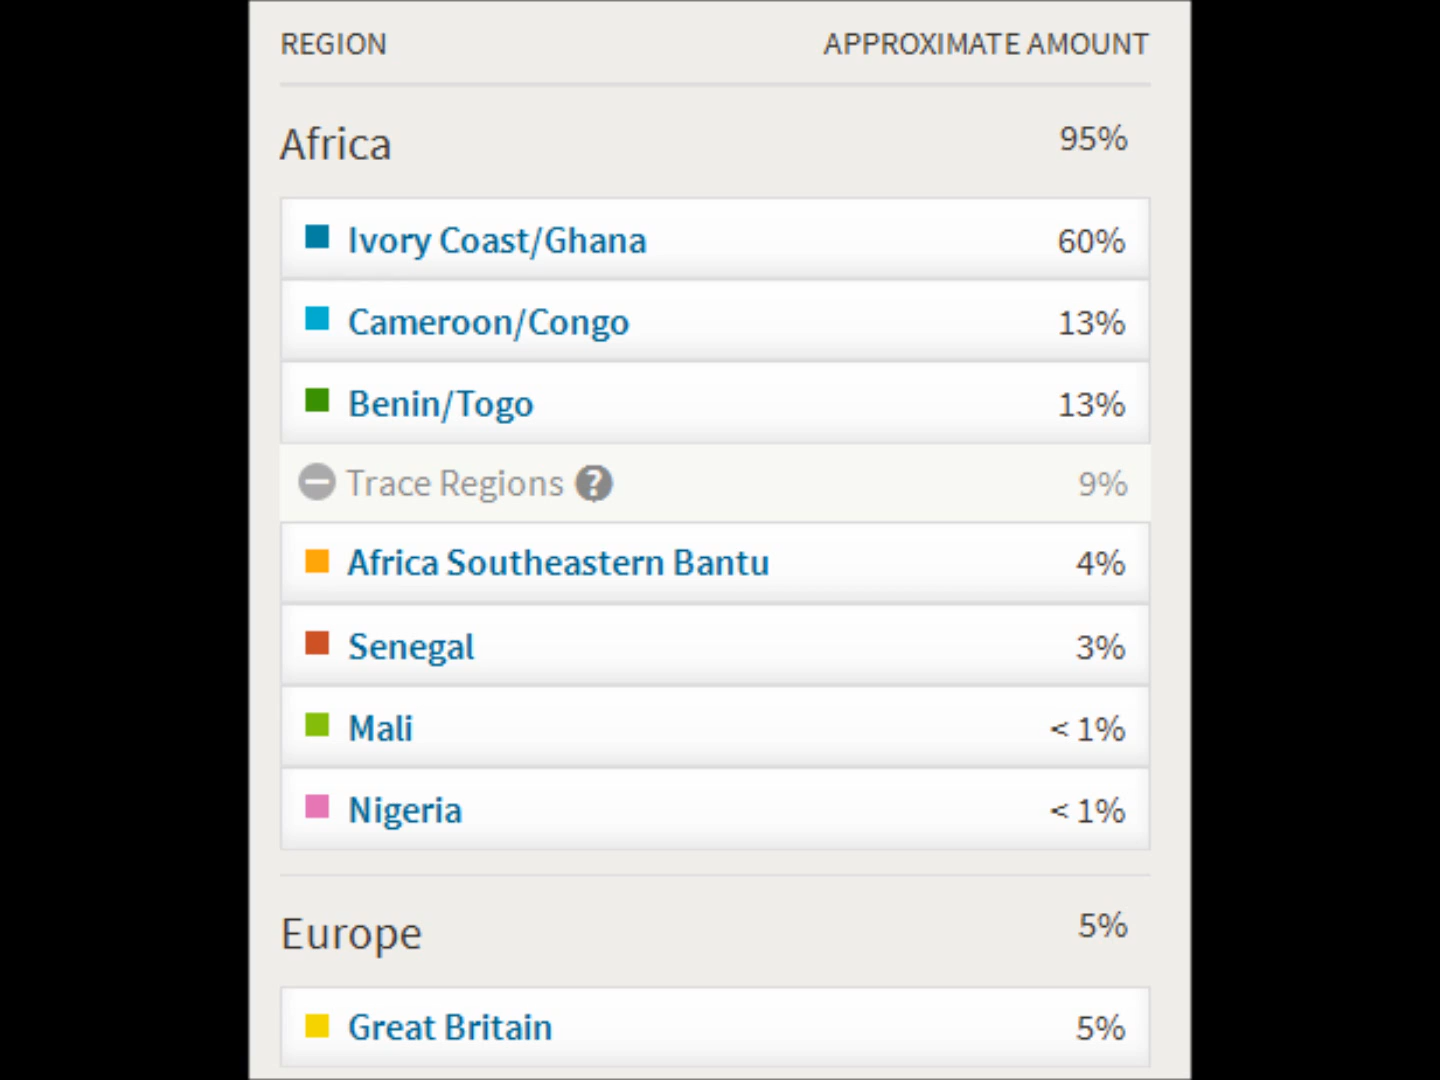 REGION APPROXIMATE AMOUNT
Africa 95%
Ivory Coast/Ghana 60%
Cameroon/Congo 13%
Benin/Togo 13%
Trace Regions ? 9%
Africa Southeastern Bantu 4%
Senegal 3%
Mali < 1%
Nigeria < 1%
Europe 5%
Great Britain 5%